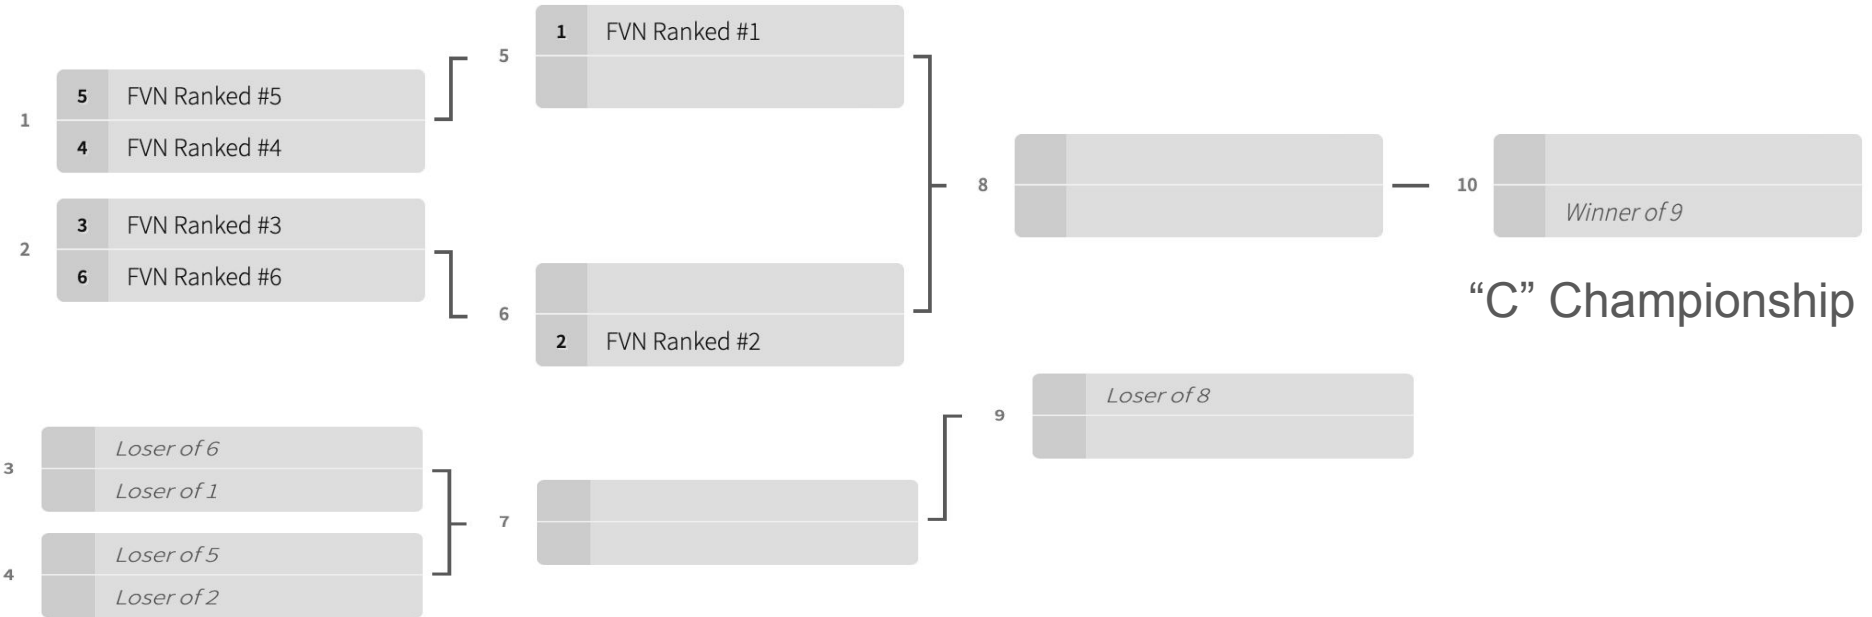 1
5 FVN Ranked #5
4 FVN Ranked #4
2
3 FVN Ranked #3
6 FVN Ranked #6
5
1 FVN Ranked #1
6
2 FVN Ranked #2
8
10
Winner of 9
“C” Championship
3
Loser of 6
Loser of 1
4
Loser of 5
Loser of 2
7
9
Loser of 8